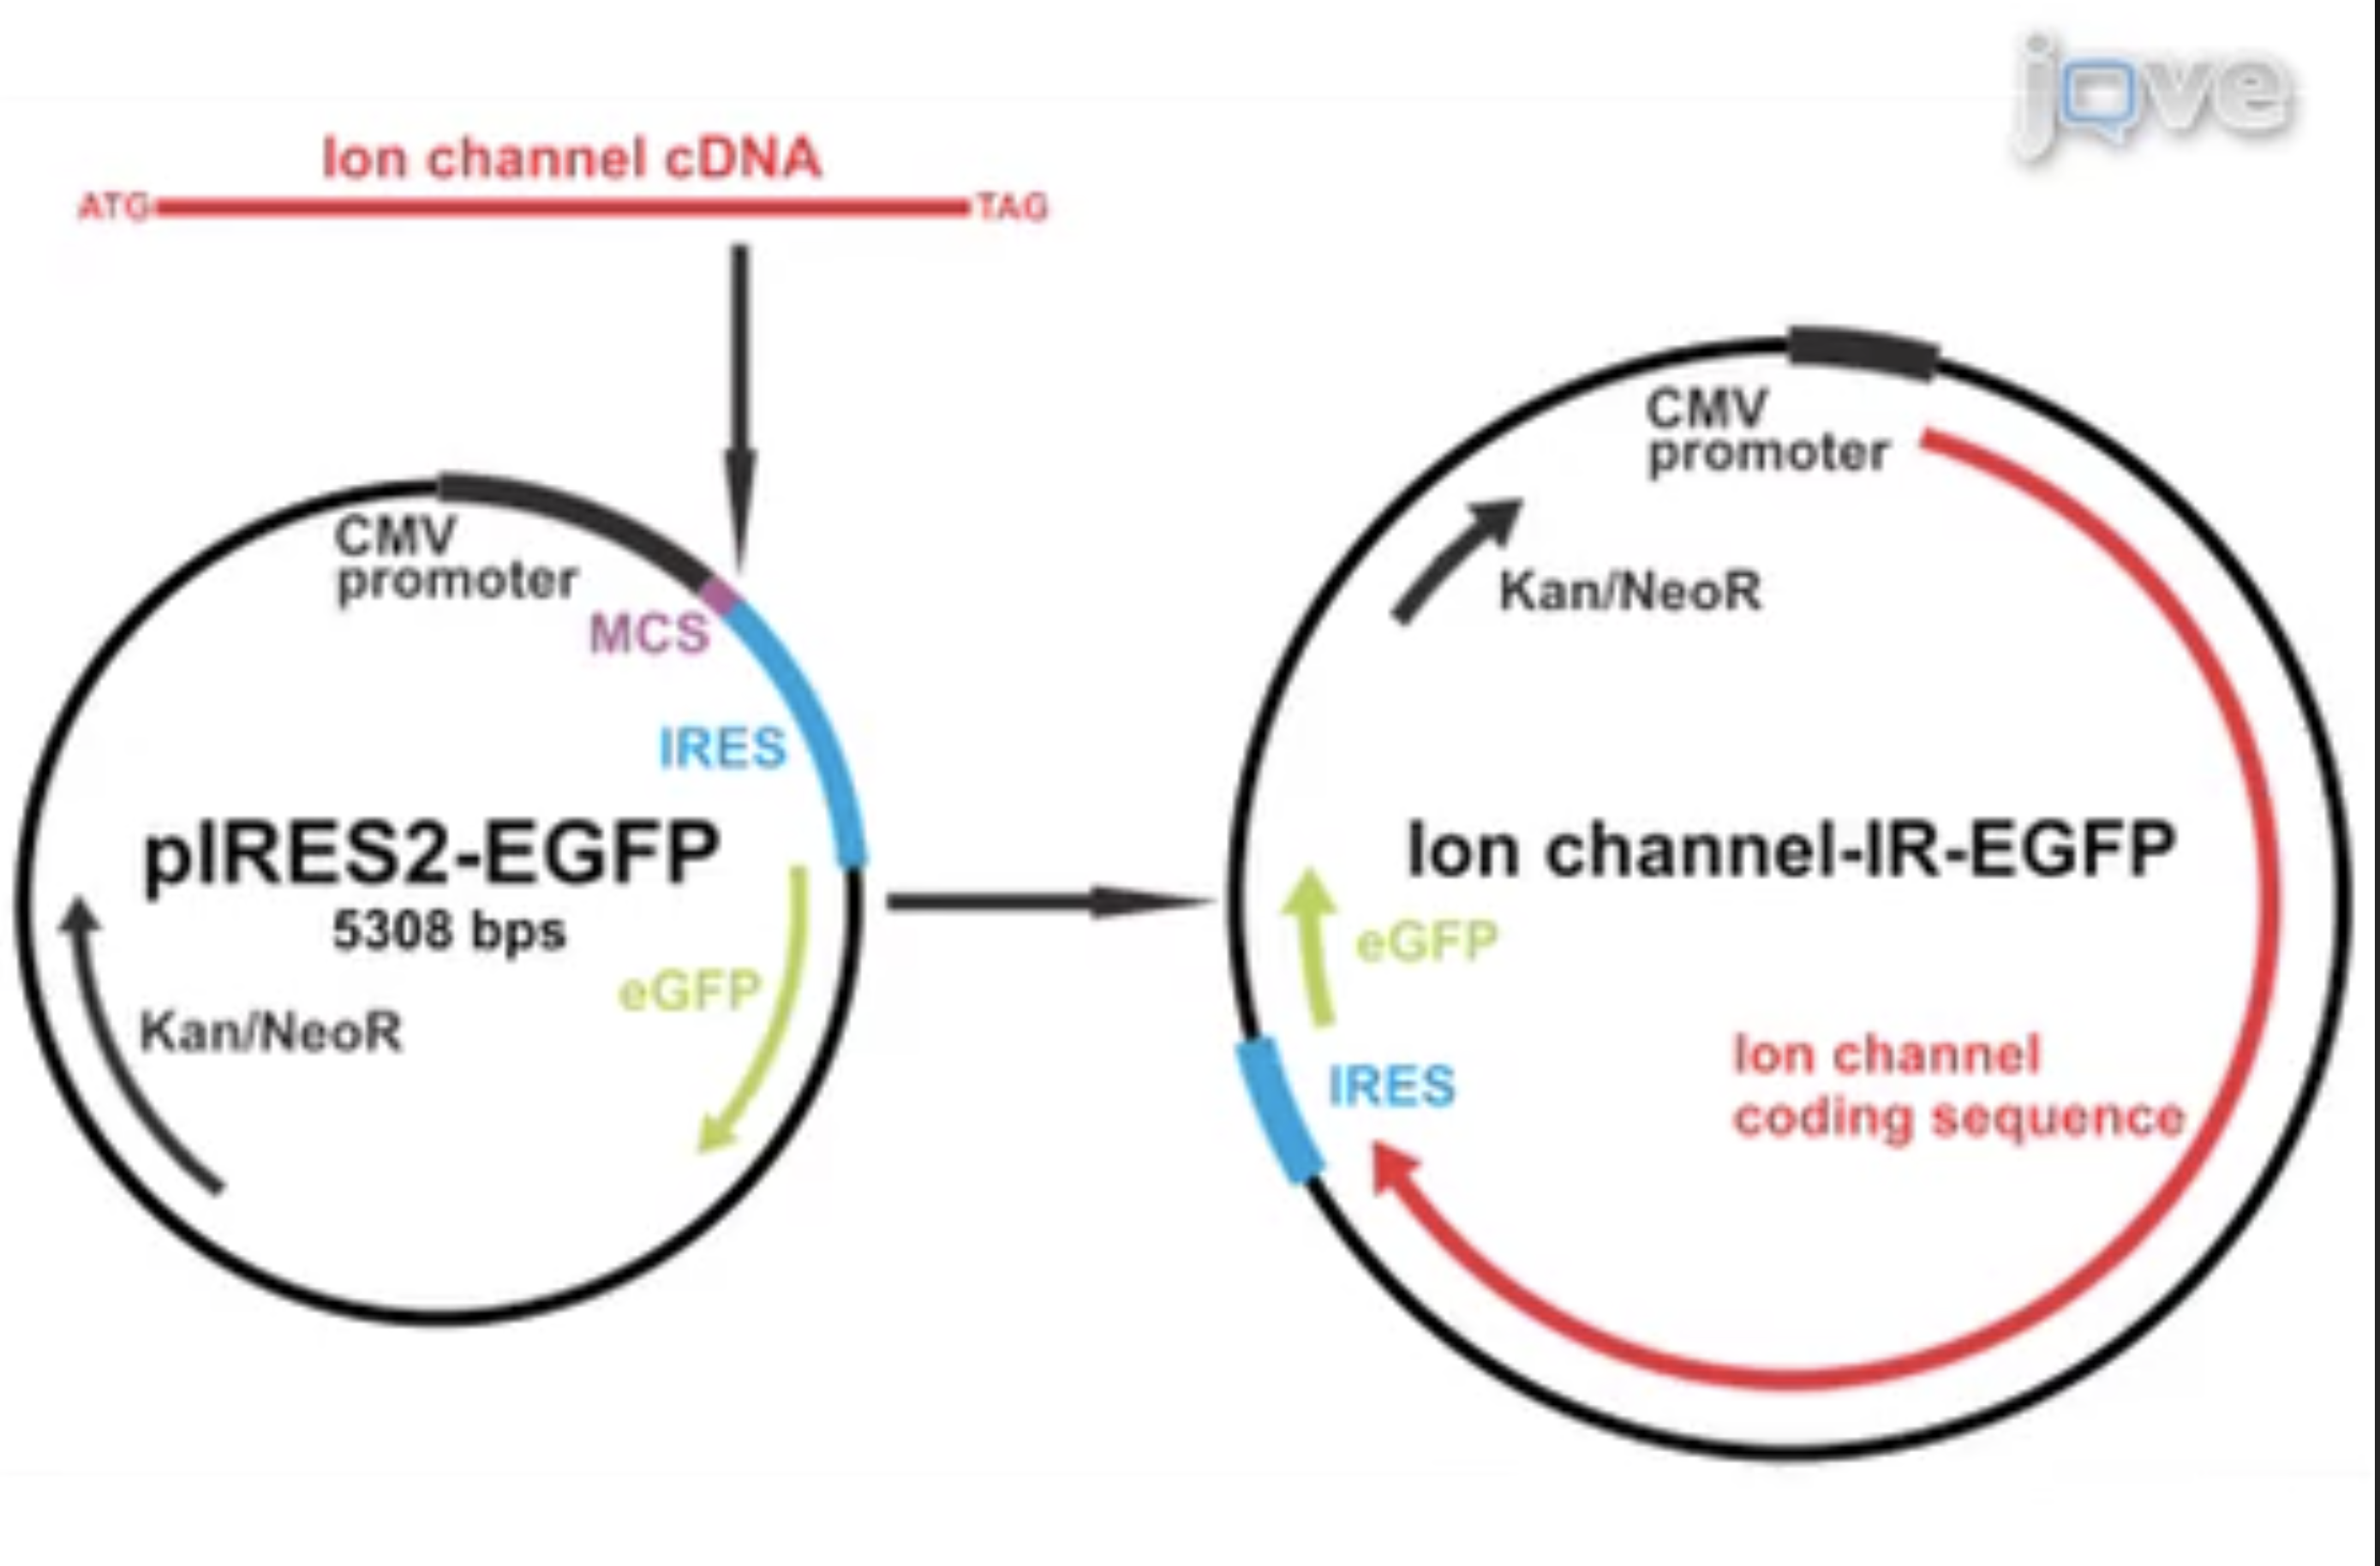 jove
Ion channel cDNA
ATG TAG
CMV
promoter
MCS
IRES
pIRES2-EGFP
5308 bps
eGFP
Kan/NeoR
CMV
promoter
Kan/NeoR
Ion channel-IR-EGFP
eGFP
Ion channel
coding sequence
IRES